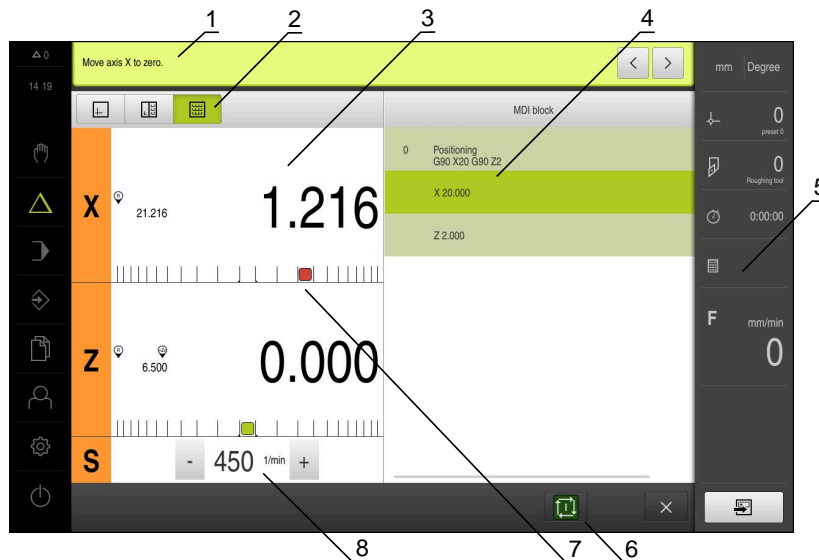 1
2
3
4
0
14 19
Move axis X to zero.
< >
mm Degree
MDI block
0
preset 0
0 Positioning
G90 X20 G90 Z2
X 20.000
Z 2.000
X
R
21.216
1.216
0
Roughing tool
5
0:00:00
F mm/min
0
Z
R
6.500
0.000
S
- 450 1/min +
8
7
6